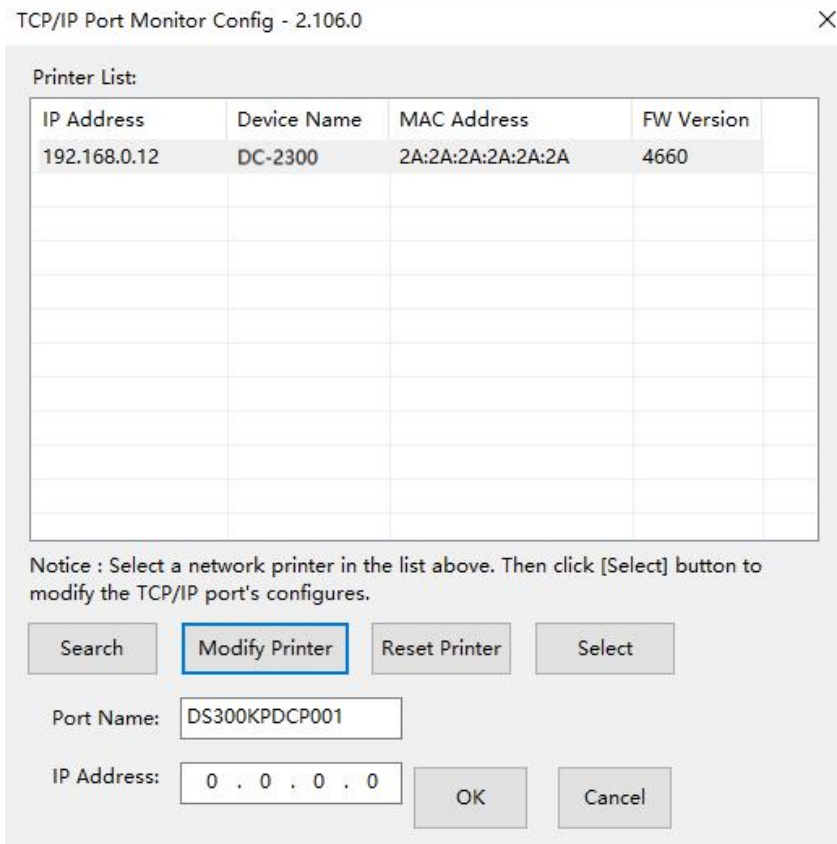 TCP/IP Port Monitor Config - 2.106.0
Printer List:
IP Address Device Name MAC Address FW Version
192.168.0.12 DC-2300 2A:2A:2A:2A:2A:2A 4660
Notice : Select a network printer in the list above. Then click [Select] button to
modify the TCP/IP port's configures.
Search Modify Printer Reset Printer Select
Port Name: DS300KPDCP001
IP Address: 0 . 0 . 0 . 0
OK Cancel